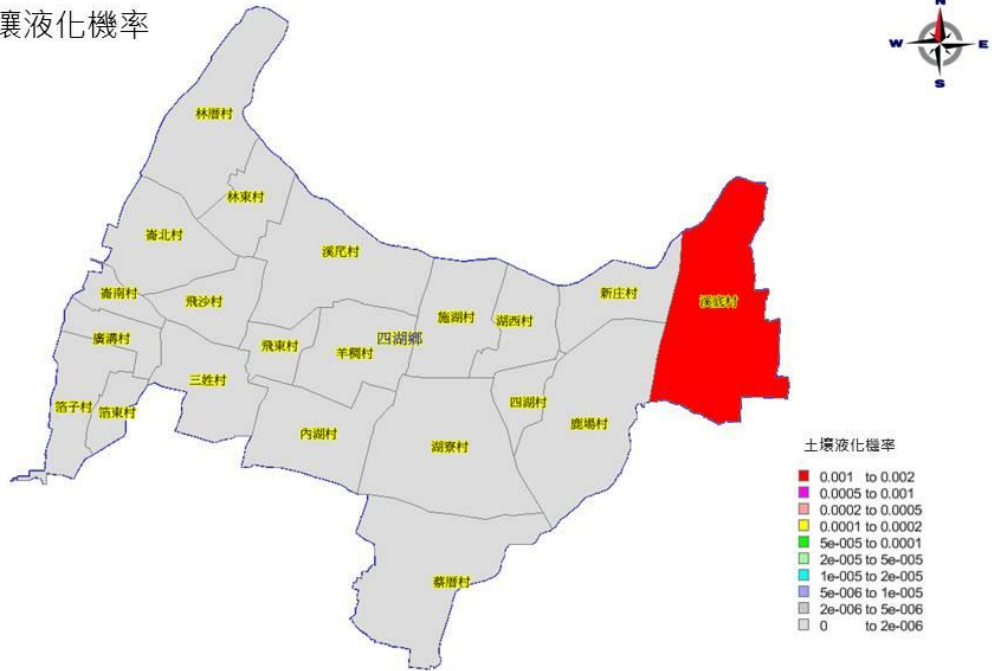 壤液化機率
N
W E
S
林厝村
林東村
崙北村
溪尾村
崙南村
飛沙村
新庄村
溪底村
廣溝村
施湖村
湖西村
飛東村
羊稠村
四湖鄉
三姓村
箔子村
箔東村
四湖村
內湖村
鹿場村
湖寮村
蔡厝村
土壤液化機率
0.001 to 0.002
0.0005 to 0.001
0.0002 to 0.0005
0.0001 to 0.0002
5e-005 to 0.0001
2e-005 to 5e-005
1e-005 to 2e-005
5e-006 to 1e-005
2e-006 to 5e-006
0 to 2e-006